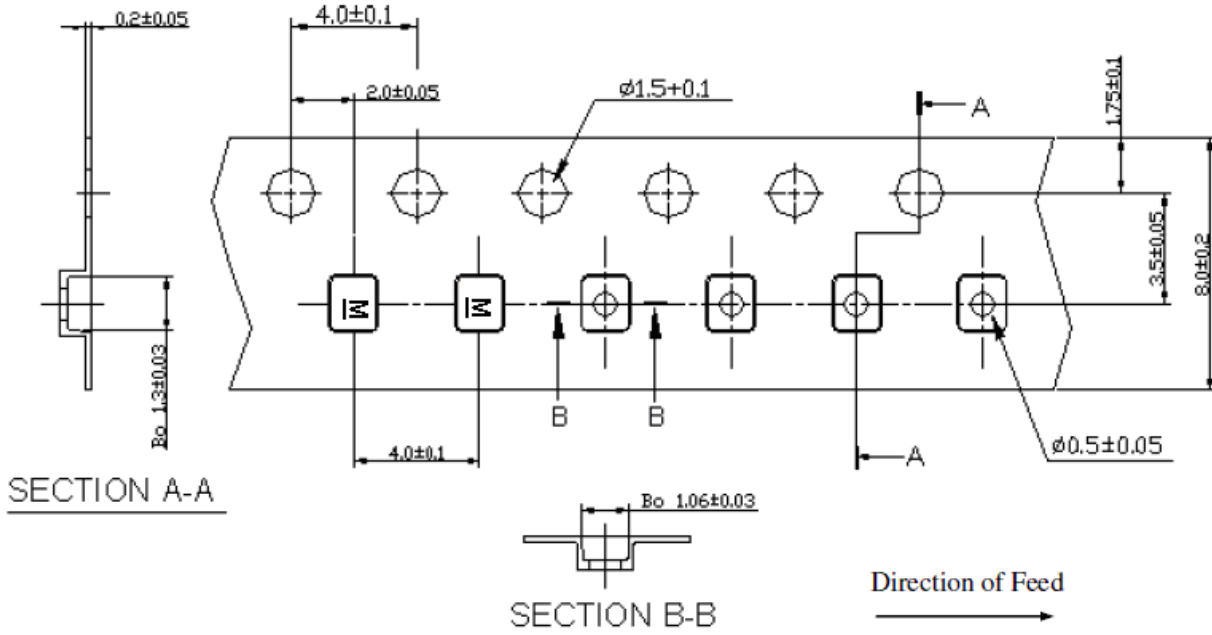 0.2±0.05
4.0±0.1
2.0±0.05
Ø1.5+0.1
A
1.75±0.1
3.5±0.05
8.0±0.2
M
M
Bo 1.3±0.03
B
B
4.0±0.1
A
Ø0.5±0.05
SECTION A-A
Bo 1.06±0.03
SECTION B-B
Direction of Feed